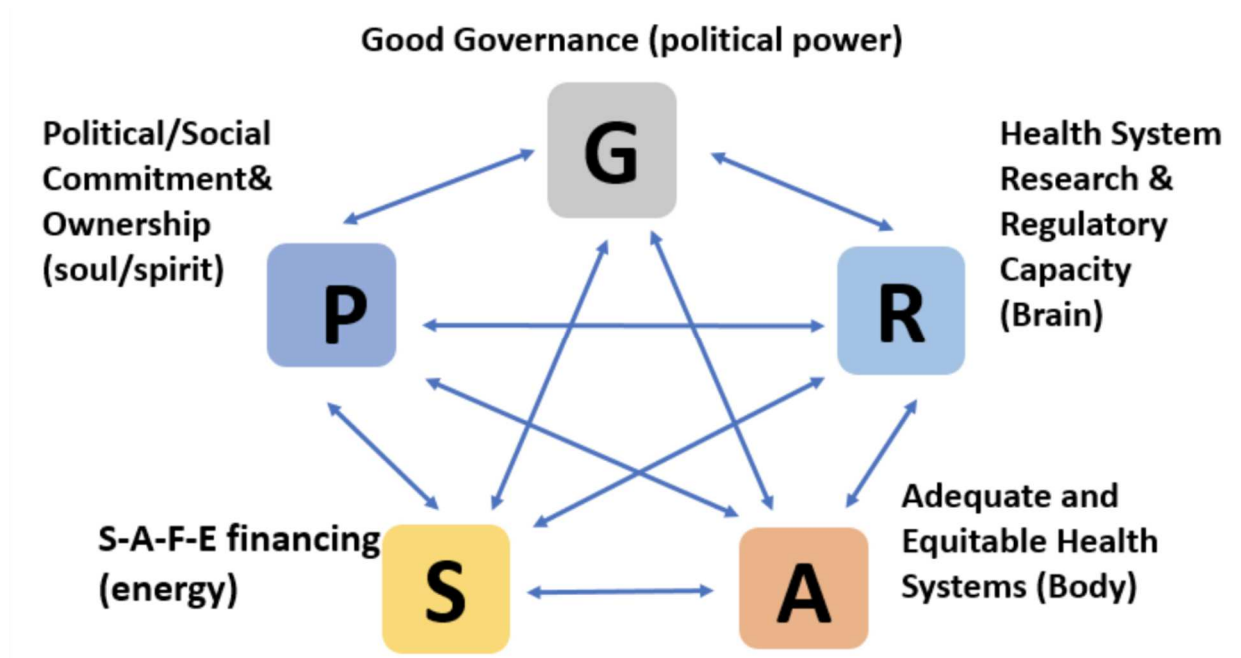 Good Governance (political power)
G
Political/Social
Commitment&
Ownership
(soul/spirit)
P
Health System
Research &
Regulatory
Capacity
(Brain)
R
S-A-F-E financing
(energy)
S
Adequate and
Equitable Health
Systems (Body)
A